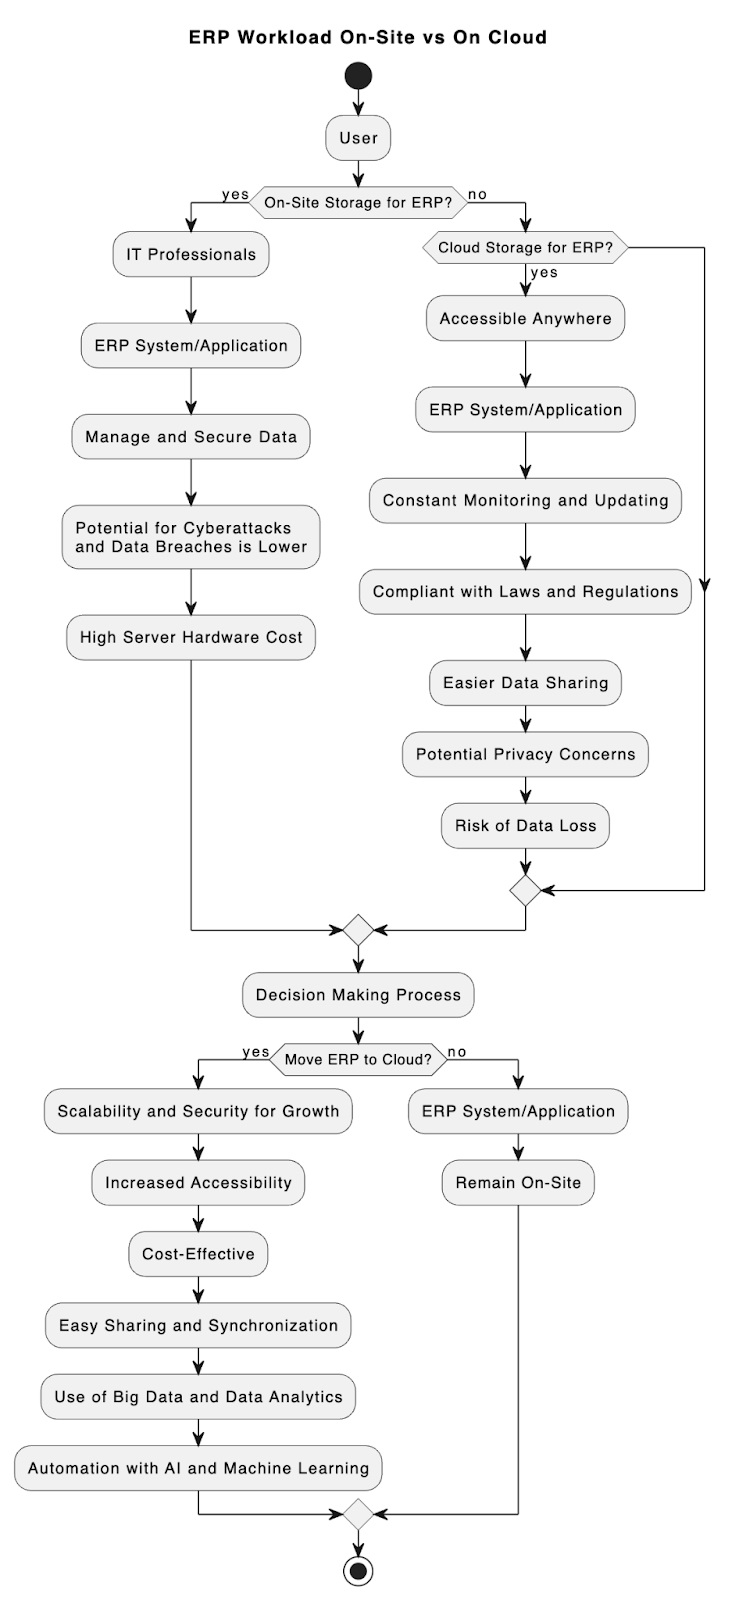 ERP Workload On-Site vs On Cloud
User
yes
On-Site Storage for ERP?
no
IT Professionals
ERP System/Application
Manage and Secure Data
Potential for Cyberattacks
and Data Breaches is Lower
High Server Hardware Cost
Cloud Storage for ERP?
yes
Accessible Anywhere
ERP System/Application
Constant Monitoring and Updating
Compliant with Laws and Regulations
Easier Data Sharing
Potential Privacy Concerns
Risk of Data Loss
Decision Making Process
yes
Move ERP to Cloud?
no
Scalability and Security for Growth
Increased Accessibility
Cost-Effective
Easy Sharing and Synchronization
Use of Big Data and Data Analytics
Automation with AI and Machine Learning
ERP System/Application
Remain On-Site